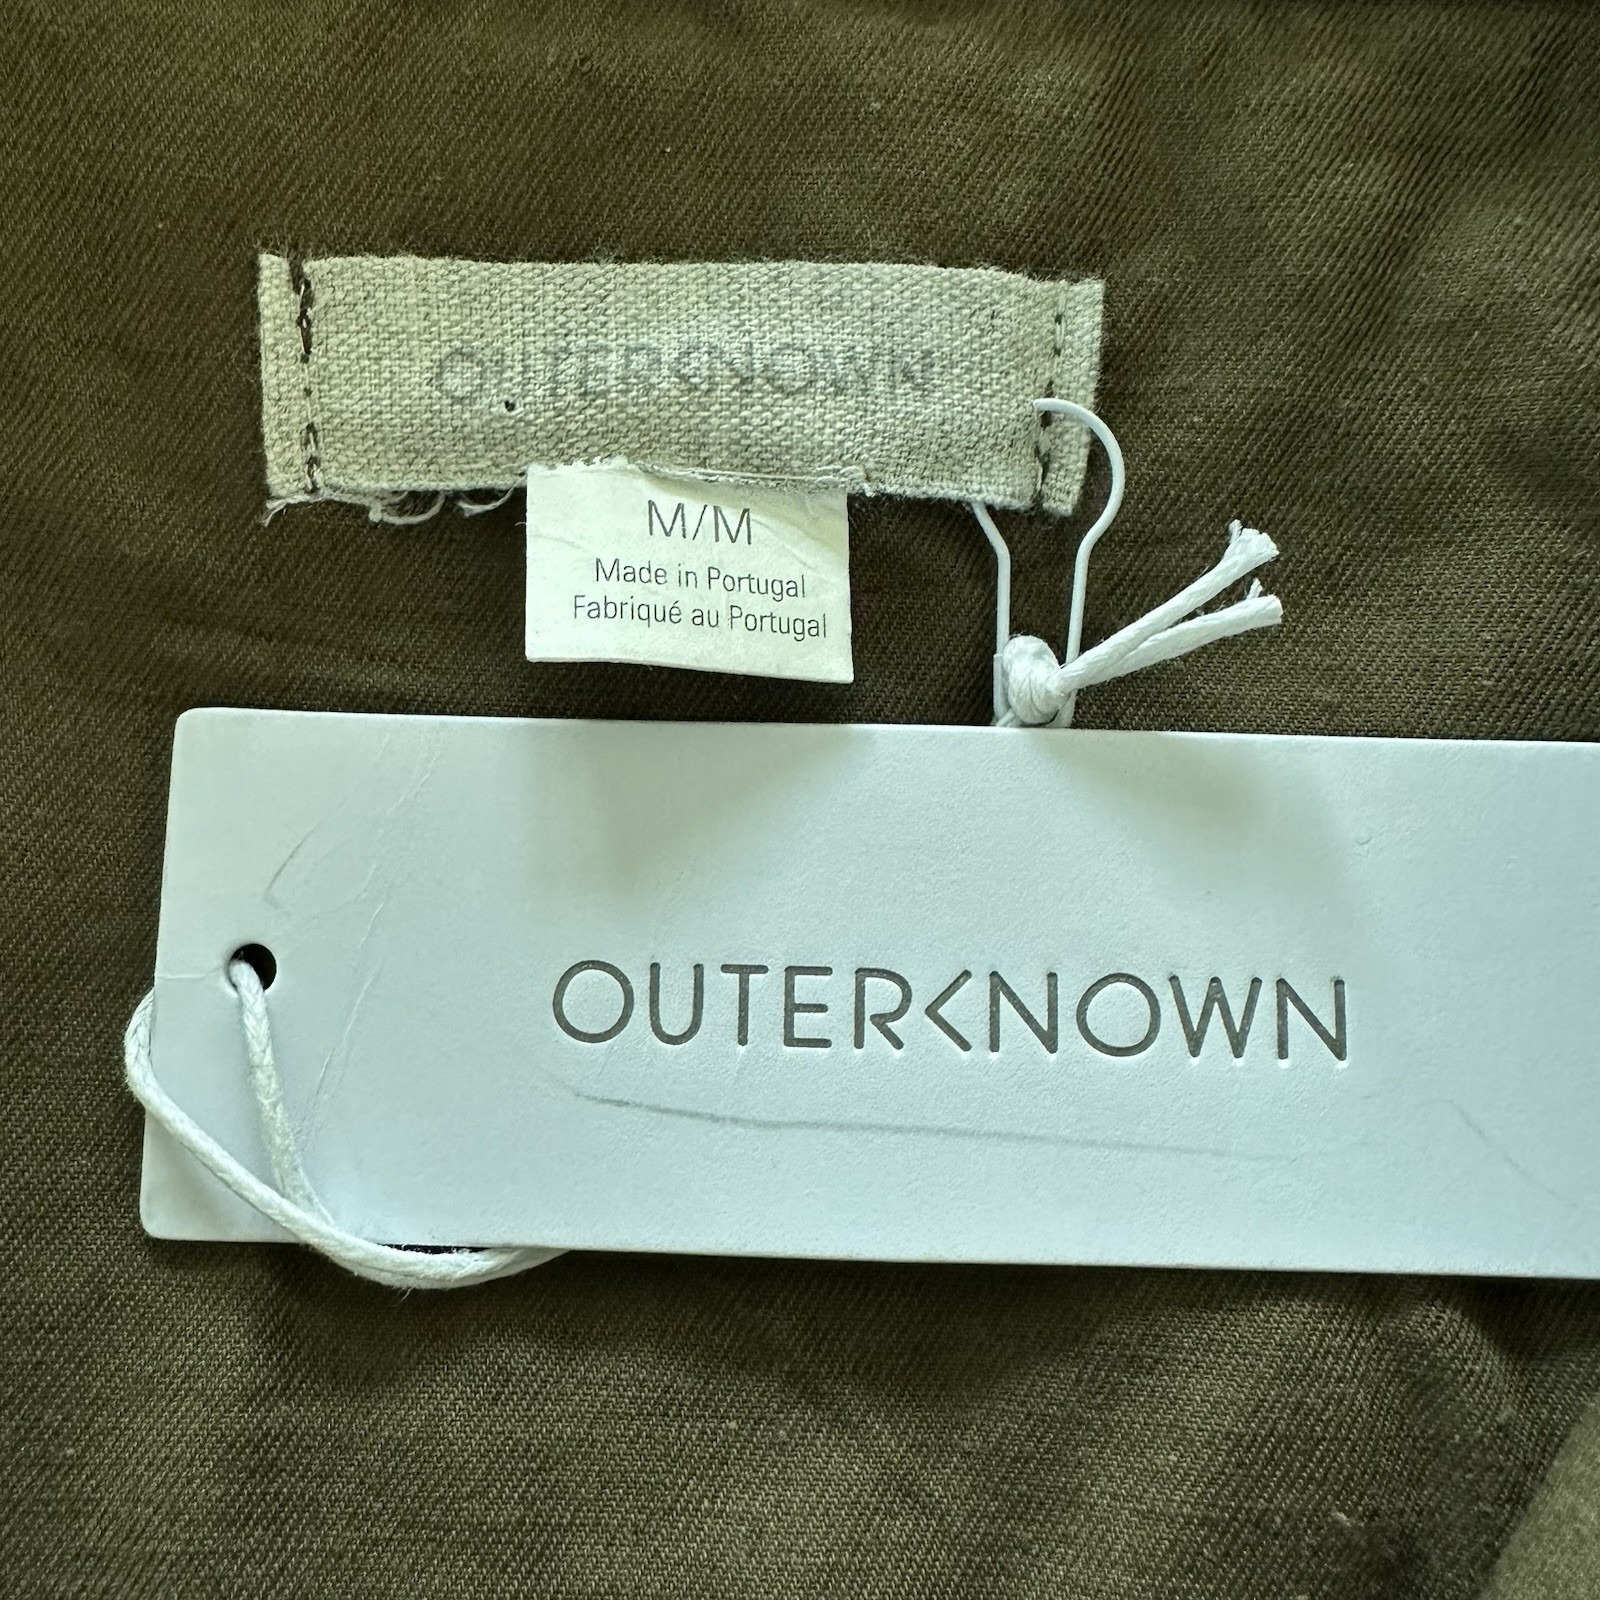 OUTERKNOWN
M/M
Made in Portugal
Fabriqué au Portugal
OUTERKNOWN